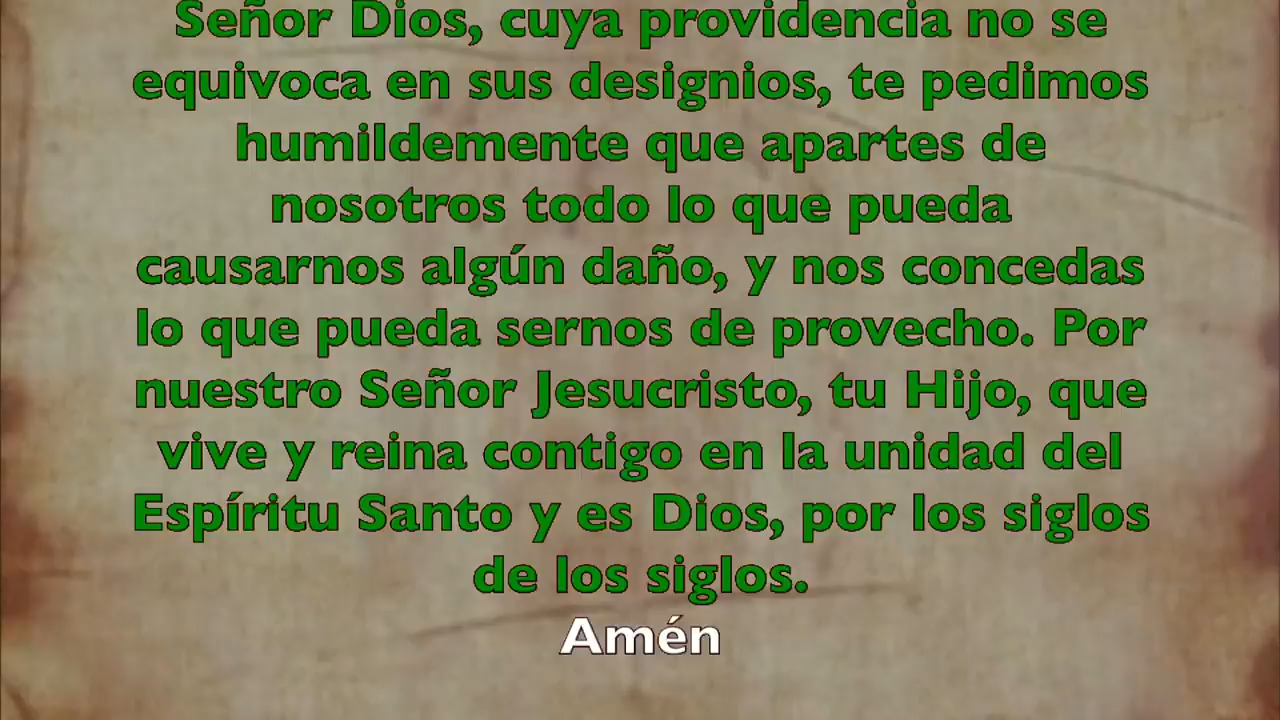 Señor Dios, cuya providencia no se
equivoca en sus designios, te pedimos
humildemente que apartes de
nosotros todo lo que pueda
causarnos algún daño, y nos concedas
lo que pueda sernos de provecho. Por
nuestro Señor Jesucristo, tu Hijo, que
vive y reina contigo en la unidad del
Espíritu Santo y es Dios, por los siglos
de los siglos.
Amén